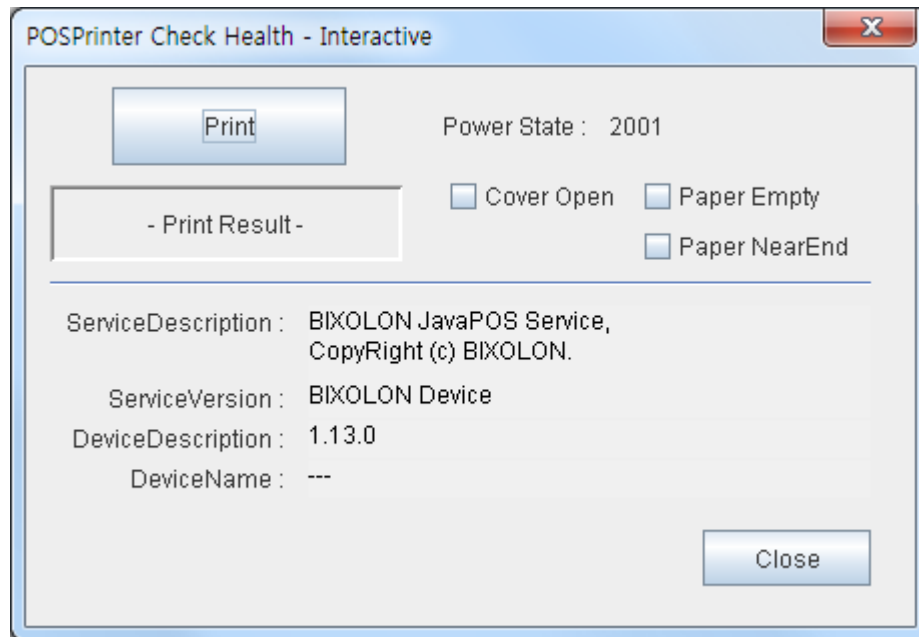 POSPrinter Check Health - Interactive
Print
Power State : 2001
- Print Result -
Cover Open
Paper Empty
Paper NearEnd
ServiceDescription : BIXOLON JavaPOS Service,
CopyRight (c) BIXOLON.
ServiceVersion : BIXOLON Device
DeviceDescription : 1.13.0
DeviceName : ---
Close